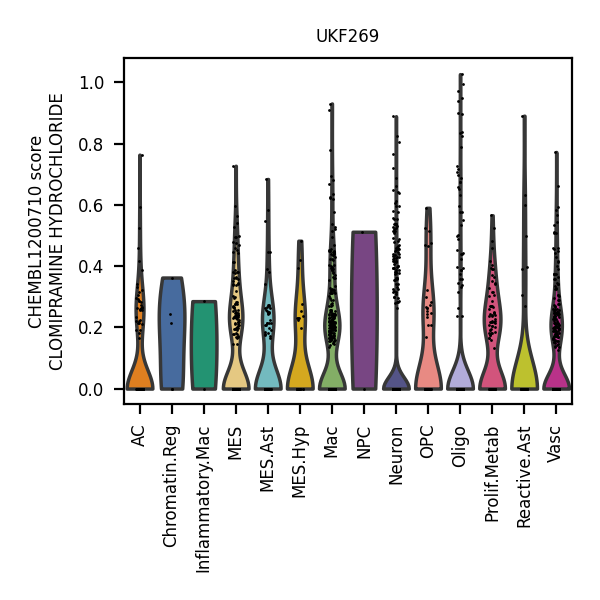 UKF269
CHEMBL1200710 score
CLOMIPRAMINE HYDROCHLORIDE
1.0
0.8
0.6
0.4
0.2
0.0
AC
Chromatin.Reg
Inflammatory.Mac
MES
MES.Ast
MES.Hyp
Mac
NPC
Neuron
OPC
Oligo
Prolif.Metab
Reactive.Ast
Vasc